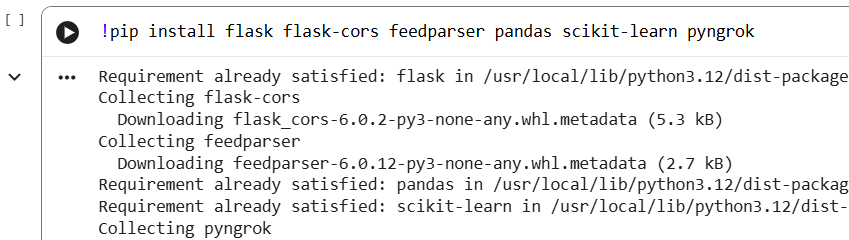 [ ]
!pip install flask flask-cors feedparser pandas scikit-learn pyngrok
Requirement already satisfied: flask in /usr/local/lib/python3.12/dist-package
Collecting flask-cors
Downloading flask_cors-6.0.2-py3-none-any.whl.metadata (5.3 kB)
Collecting feedparser
Downloading feedparser-6.0.12-py3-none-any.whl.metadata (2.7 kB)
Requirement already satisfied: pandas in /usr/local/lib/python3.12/dist-packag
Requirement already satisfied: scikit-learn in /usr/local/lib/python3.12/dist-
Collecting pyngrok